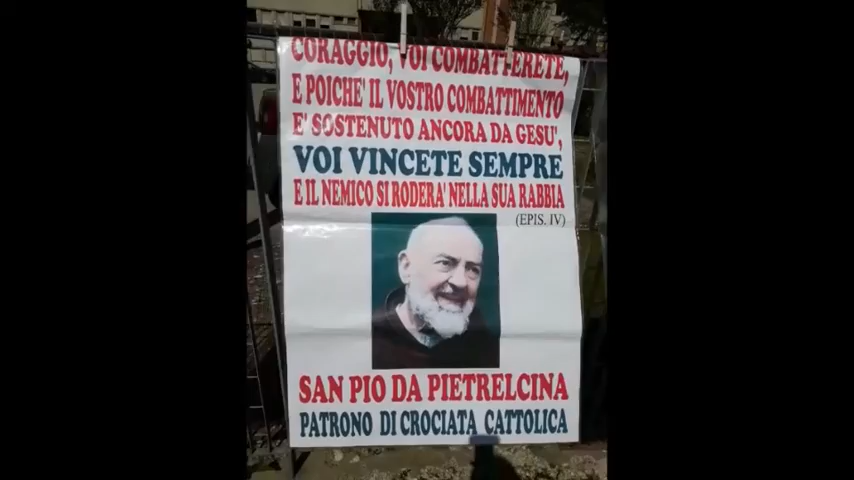 CORAGGIO, VOI COMBATTERETE,
E POICHE' IL VOSTRO COMBATTIMENTO
E' SOSTENUTO ANCORA DA GESU',
VOI VINCETE SEMPRE
E IL NEMICO SI RODERA' NELLA SUA RABBIA
(EPIS. IV)
SAN PIO DA PIETRELCINA
PATRONO DI CROCIATA CATTOLICA